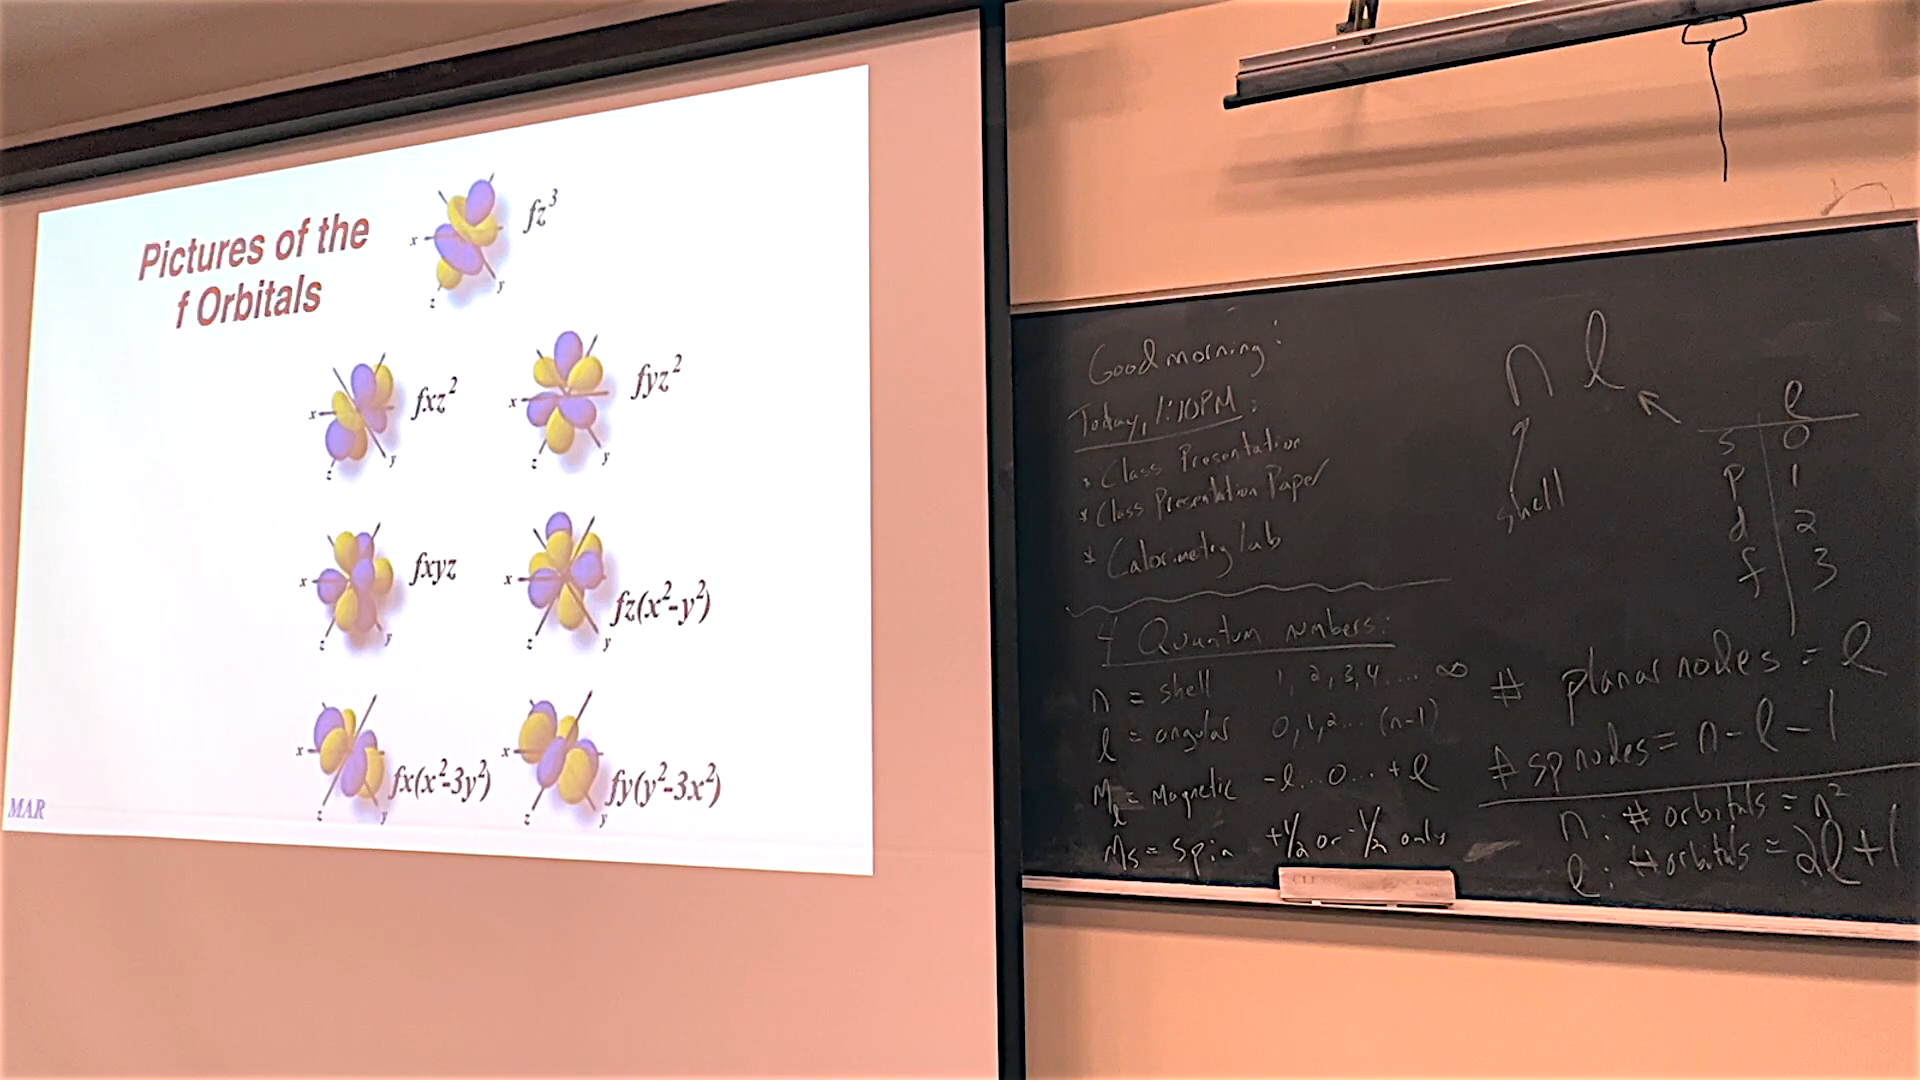 Pictures of the
f Orbitals
fz³
x
y
z
fxz²
x
y
z
fyz²
x
y
z
fxyz
x
y
z
fz(x²-y²)
x
y
z
fx(x²-3y²)
x
y
z
fy(y²-3x²)
x
y
z
MAR
Good morning:
Today, 1:10PM:
* Class Presentation
* Class Presentation Paper
* Calorimetry lab
4 Quantum numbers:
n = shell 1, 2, 3, 4.... ∞
l = angular 0, 1, 2... (n-1)
Ml = Magnetic -l...0...+l
Ms = spin +1/2 or -1/2 only
n l
shell
l
s 0
p 1
d 2
f 3
# planar nodes = l
# sp nodes = n-l-1
n: # orbitals = n²
l: # orbitals = 2l+1